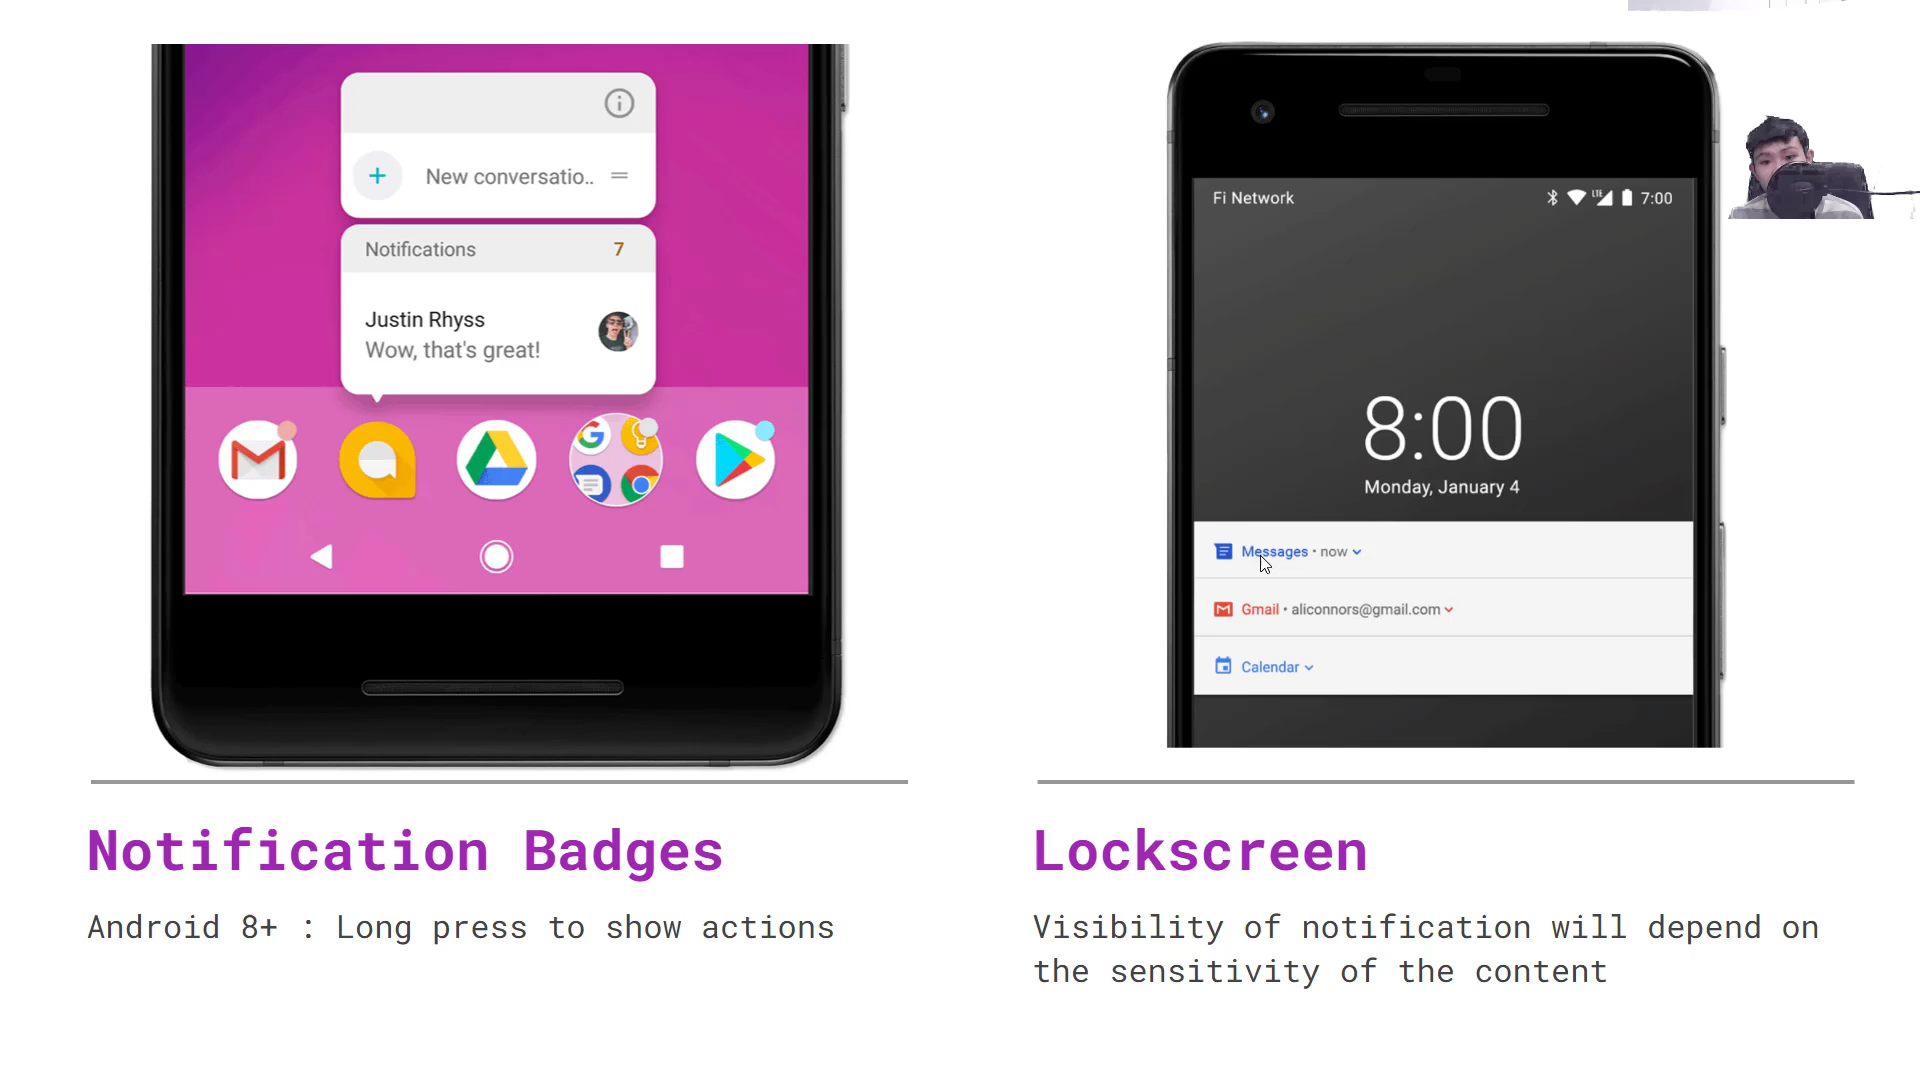 New conversatio..
Notifications 7
Justin Rhyss
Wow, that's great!
Notification Badges
Android 8+ : Long press to show actions
Fi Network LTE 7:00
8:00
Monday, January 4
Messages • now
Gmail • aliconnors@gmail.com
Calendar
Lockscreen
Visibility of notification will depend on
the sensitivity of the content